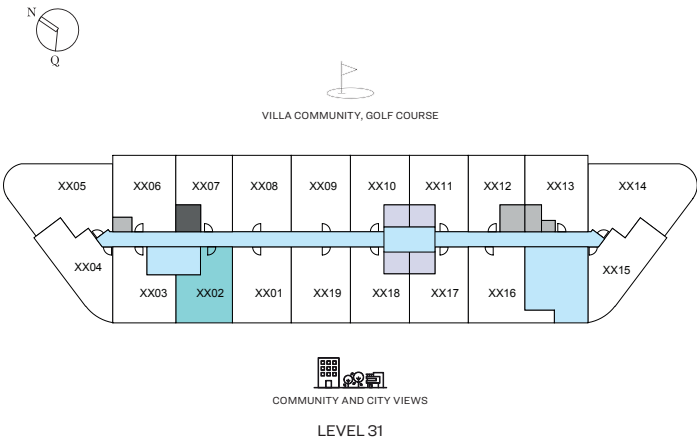 N
Q
VILLA COMMUNITY, GOLF COURSE
XX05 XX06 XX07 XX08 XX09 XX10 XX11 XX12 XX13 XX14
XX04 XX03 XX02 XX01 XX19 XX18 XX17 XX16 XX15
COMMUNITY AND CITY VIEWS
LEVEL 31